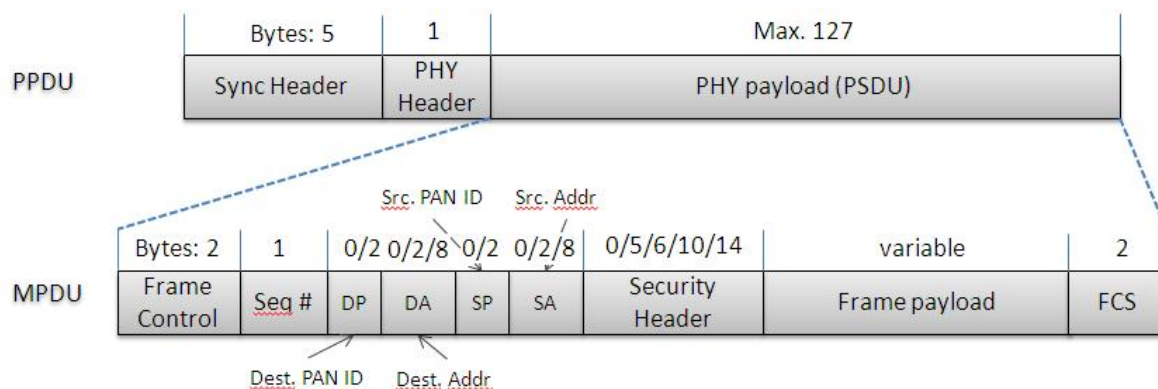 Bytes: 5 1 Max. 127
PPDU Sync Header PHY Header PHY payload (PSDU)
Src. PAN ID Src. Addr
Bytes: 2 1 0/2 0/2/8 0/2 0/2/8 0/5/6/10/14 variable 2
MPDU Frame Control Seq # DP DA SP SA Security Header Frame payload FCS
Dest. PAN ID Dest. Addr